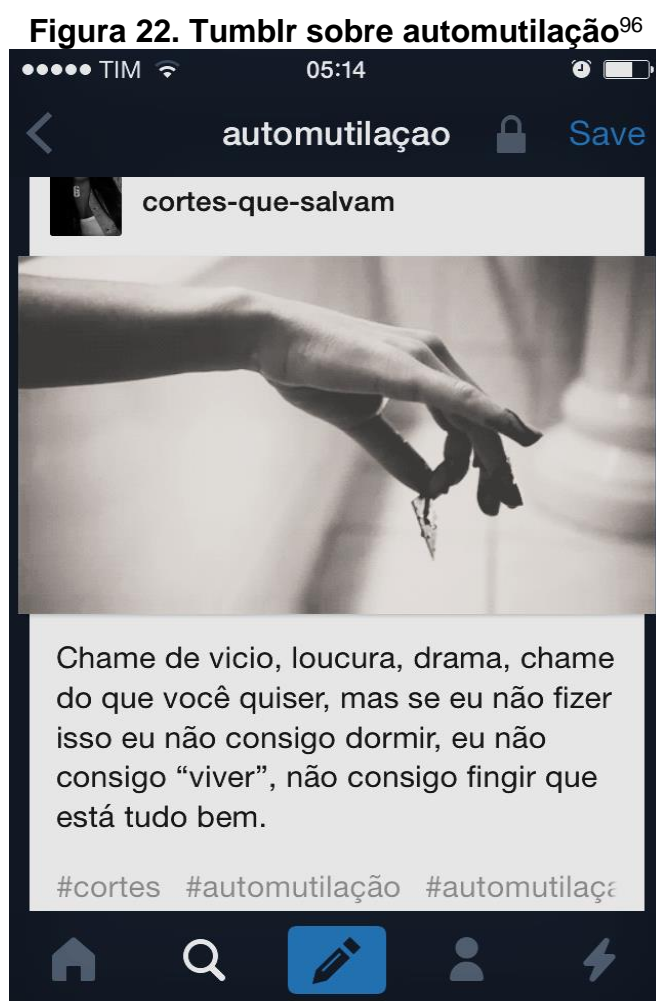 Figura 22. Tumblr sobre automutilação96
TIM 05:14
automutilaçao Save
cortes-que-salvam
Chame de vicio, loucura, drama, chame
do que você quiser, mas se eu não fizer
isso eu não consigo dormir, eu não
consigo “viver”, não consigo fingir que
está tudo bem.
#cortes #automutilação #automutilaça